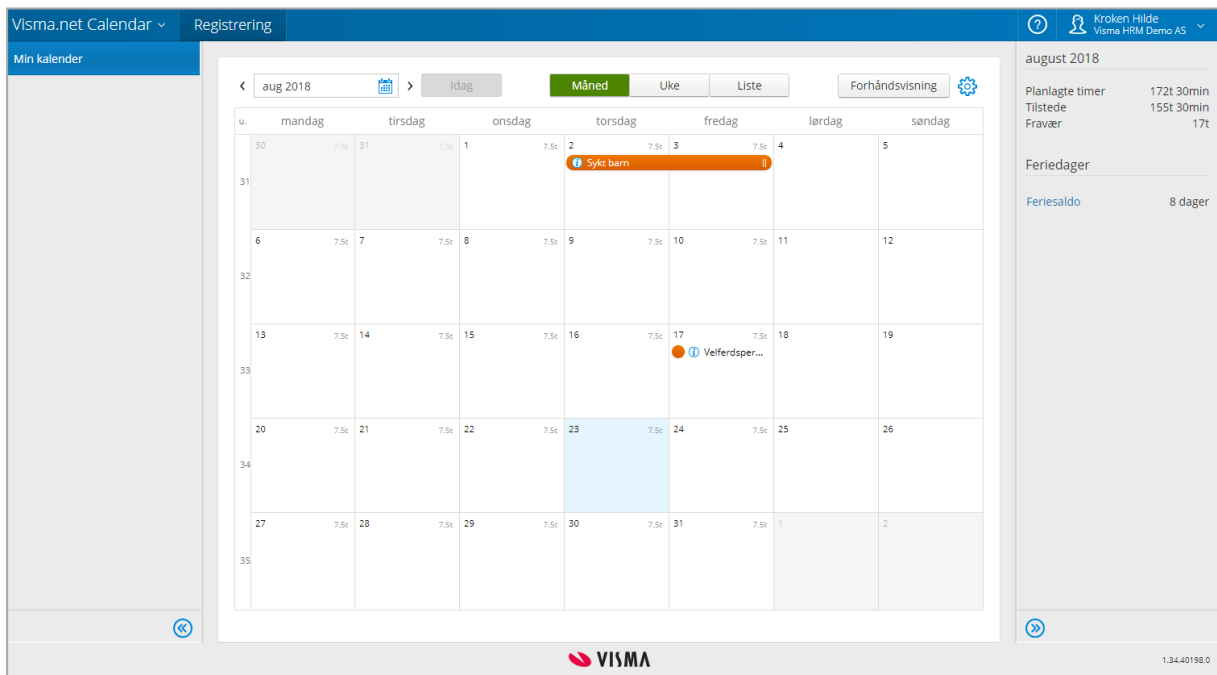 Visma.net Calendar Registrering Kroken Hilde
Visma HRM Demo AS
Min kalender
aug 2018 Idag Måned Uke Liste Forhåndsvisning
u. mandag tirsdag onsdag torsdag fredag lørdag søndag
30 7.5t 31 7.5t 1 7.5t 2 7.5t 3 7.5t 4 5
Sykt barn
31
6 7.5t 7 7.5t 8 7.5t 9 7.5t 10 7.5t 11 12
32
13 7.5t 14 7.5t 15 7.5t 16 7.5t 17 7.5t 18 19
Velferdsper...
33
20 7.5t 21 7.5t 22 7.5t 23 7.5t 24 7.5t 25 26
34
27 7.5t 28 7.5t 29 7.5t 30 7.5t 31 7.5t 1 2
35
august 2018
Planlagte timer 172t 30min
Tilstede 155t 30min
Fravær 17t
Feriedager
Feriesaldo 8 dager
VISMA
1.34.40198.0